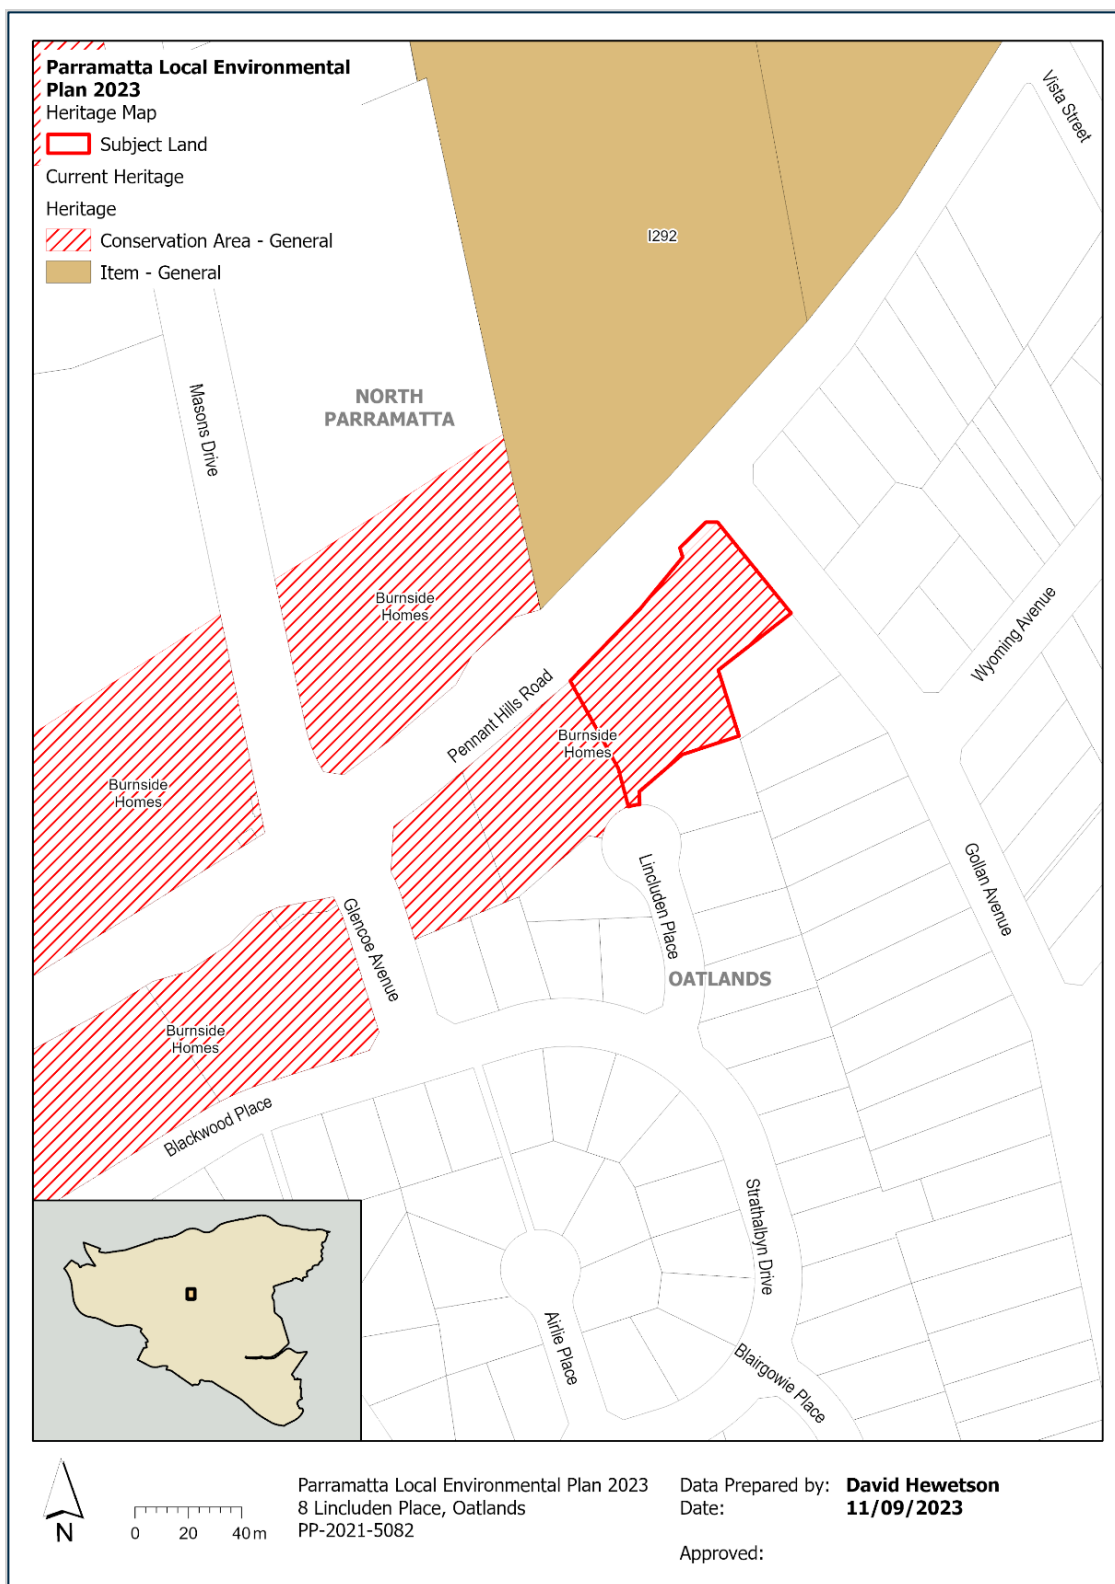 Parramatta Local Environmental
Plan 2023
Heritage Map
Subject Land
Current Heritage
Heritage
Conservation Area - General
Item - General
Vista Street
I292
NORTH
PARRAMATTA
Masons Drive
Burnside
Homes
Wyoming Avenue
Pennant Hills Road
Burnside
Homes
Burnside
Homes
Lincluden Place
Gollan Avenue
Glencoe Avenue
OATLANDS
Burnside
Homes
Blackwood Place
Strathalbyn Drive
Airlie Place
Blairgowie Place
N
0 20 40 m
Parramatta Local Environmental Plan 2023
8 Lincluden Place, Oatlands
PP-2021-5082
Data Prepared by: David Hewetson
Date: 11/09/2023
Approved: